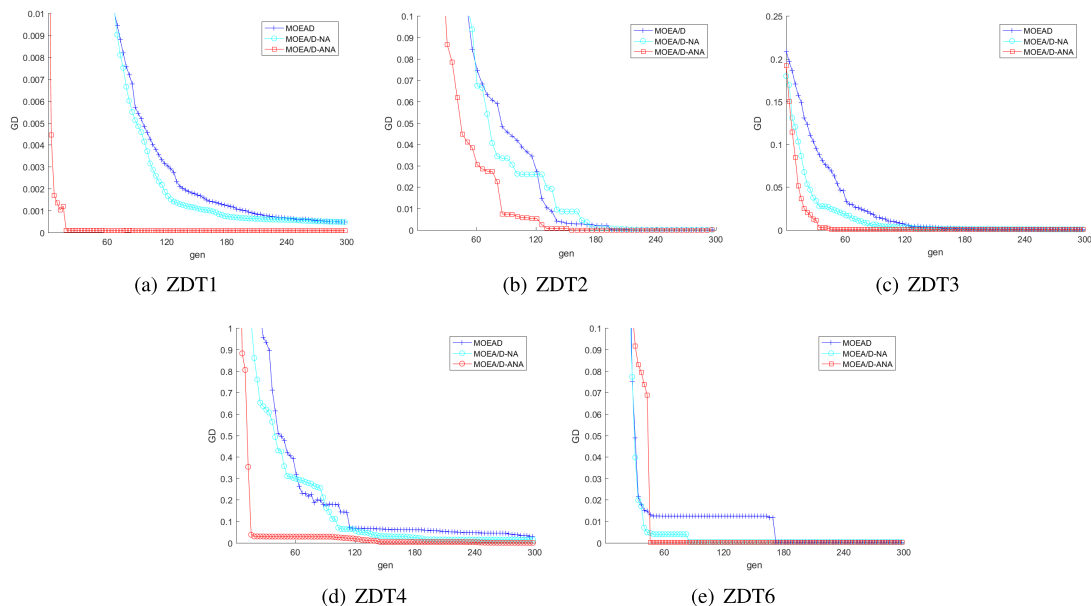 0.01
0.009
0.008
0.007
0.006
0.005
0.004
0.003
0.002
0.001
GD
60 120 180 240 300
gen
MOEAD
MOEA/D-NA
MOEA/D-ANA
(a) ZDT1
0.1
0.09
0.08
0.07
0.06
0.05
0.04
0.03
0.02
0.01
0
GD
60 120 180 240 300
gen
MOEA/D
MOEA/D-NA
MOEA/D-ANA
(b) ZDT2
0.25
0.20
0.15
0.1
0.05
0
GD
60 120 180 240 300
gen
MOEAD
MOEA/D-NA
MOEA/D-ANA
(c) ZDT3
1
0.9
0.8
0.7
0.6
0.5
0.4
0.3
0.2
0.1
0
GD
60 120 180 240 300
gen
MOEAD
MOEA/D-NA
MOEA/D-ANA
(d) ZDT4
0.1
0.09
0.08
0.07
0.06
0.05
0.04
0.03
0.02
0.01
0
GD
60 120 180 240 300
gen
MOEAD
MOEA/D-NA
MOEA/D-ANA
(e) ZDT6